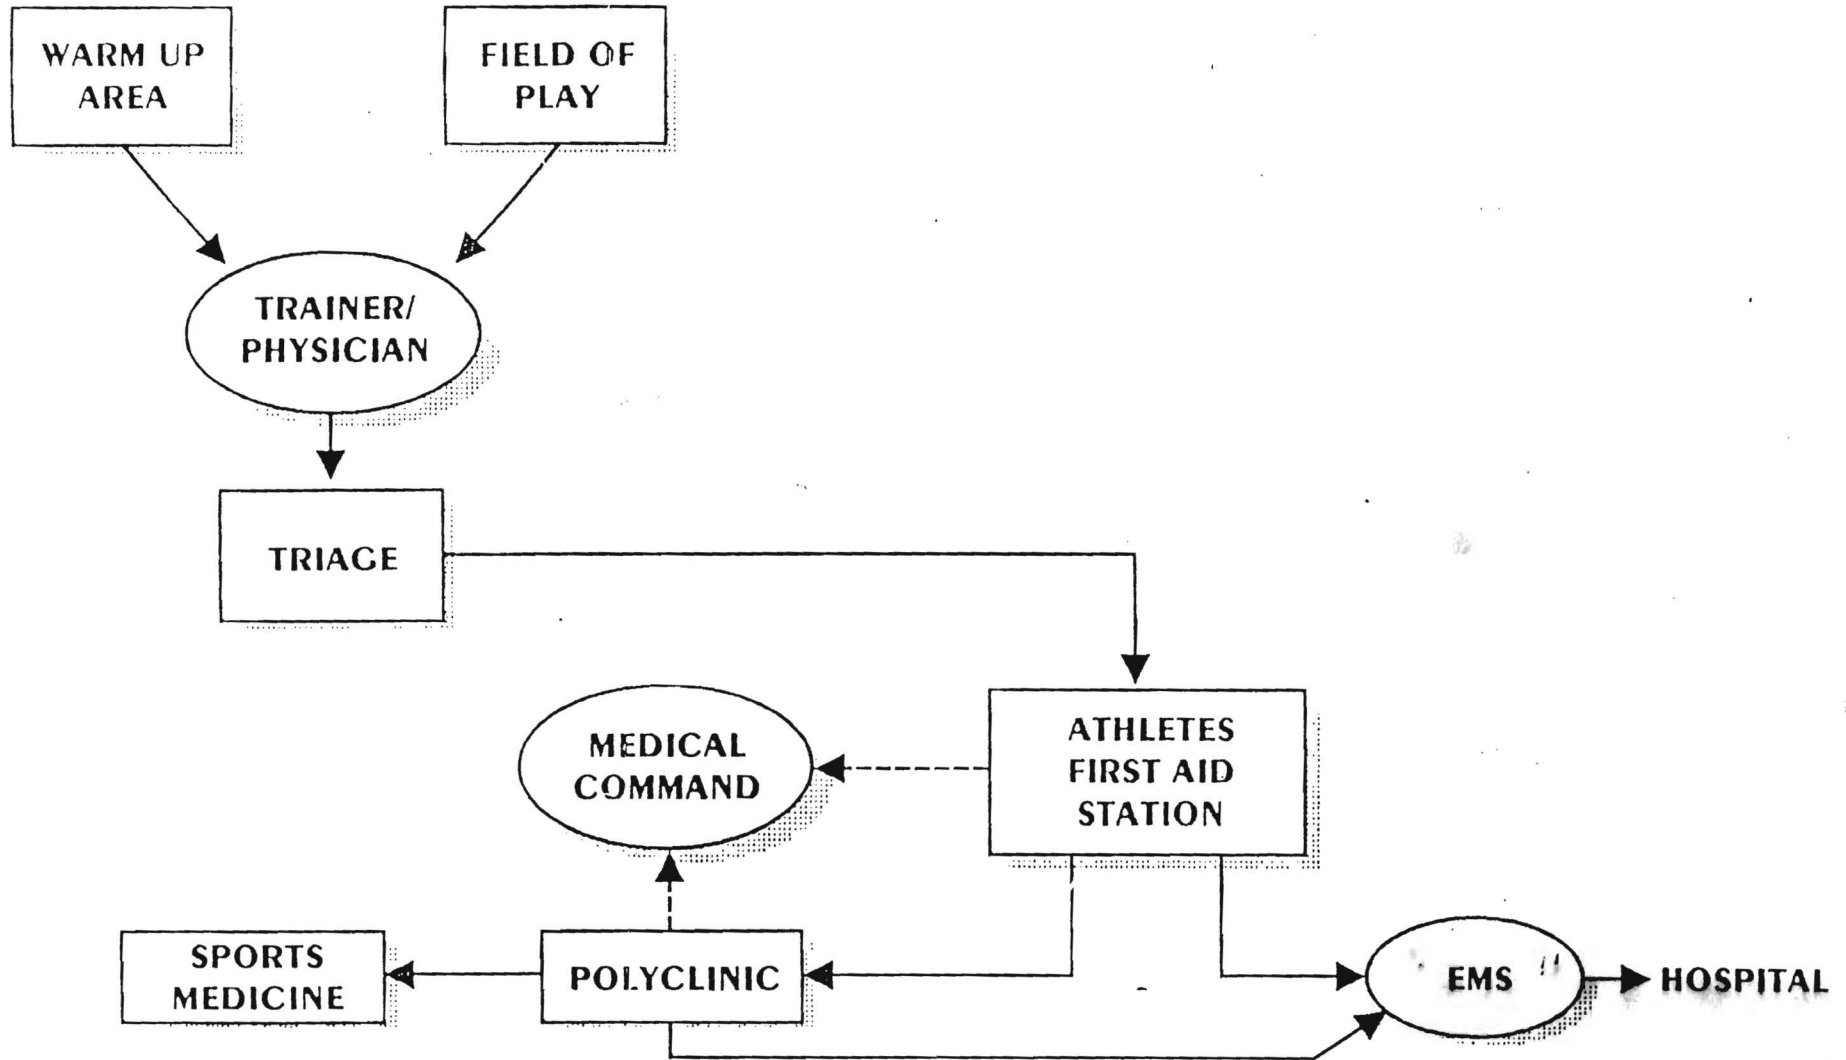 WARM UP
AREA
FIELD OF
PLAY
TRAINER/
PHYSICIAN
TRIAGE
MEDICAL
COMMAND
ATHLETES
FIRST AID
STATION
SPORTS
MEDICINE
POLYCLINIC
EMS
HOSPITAL